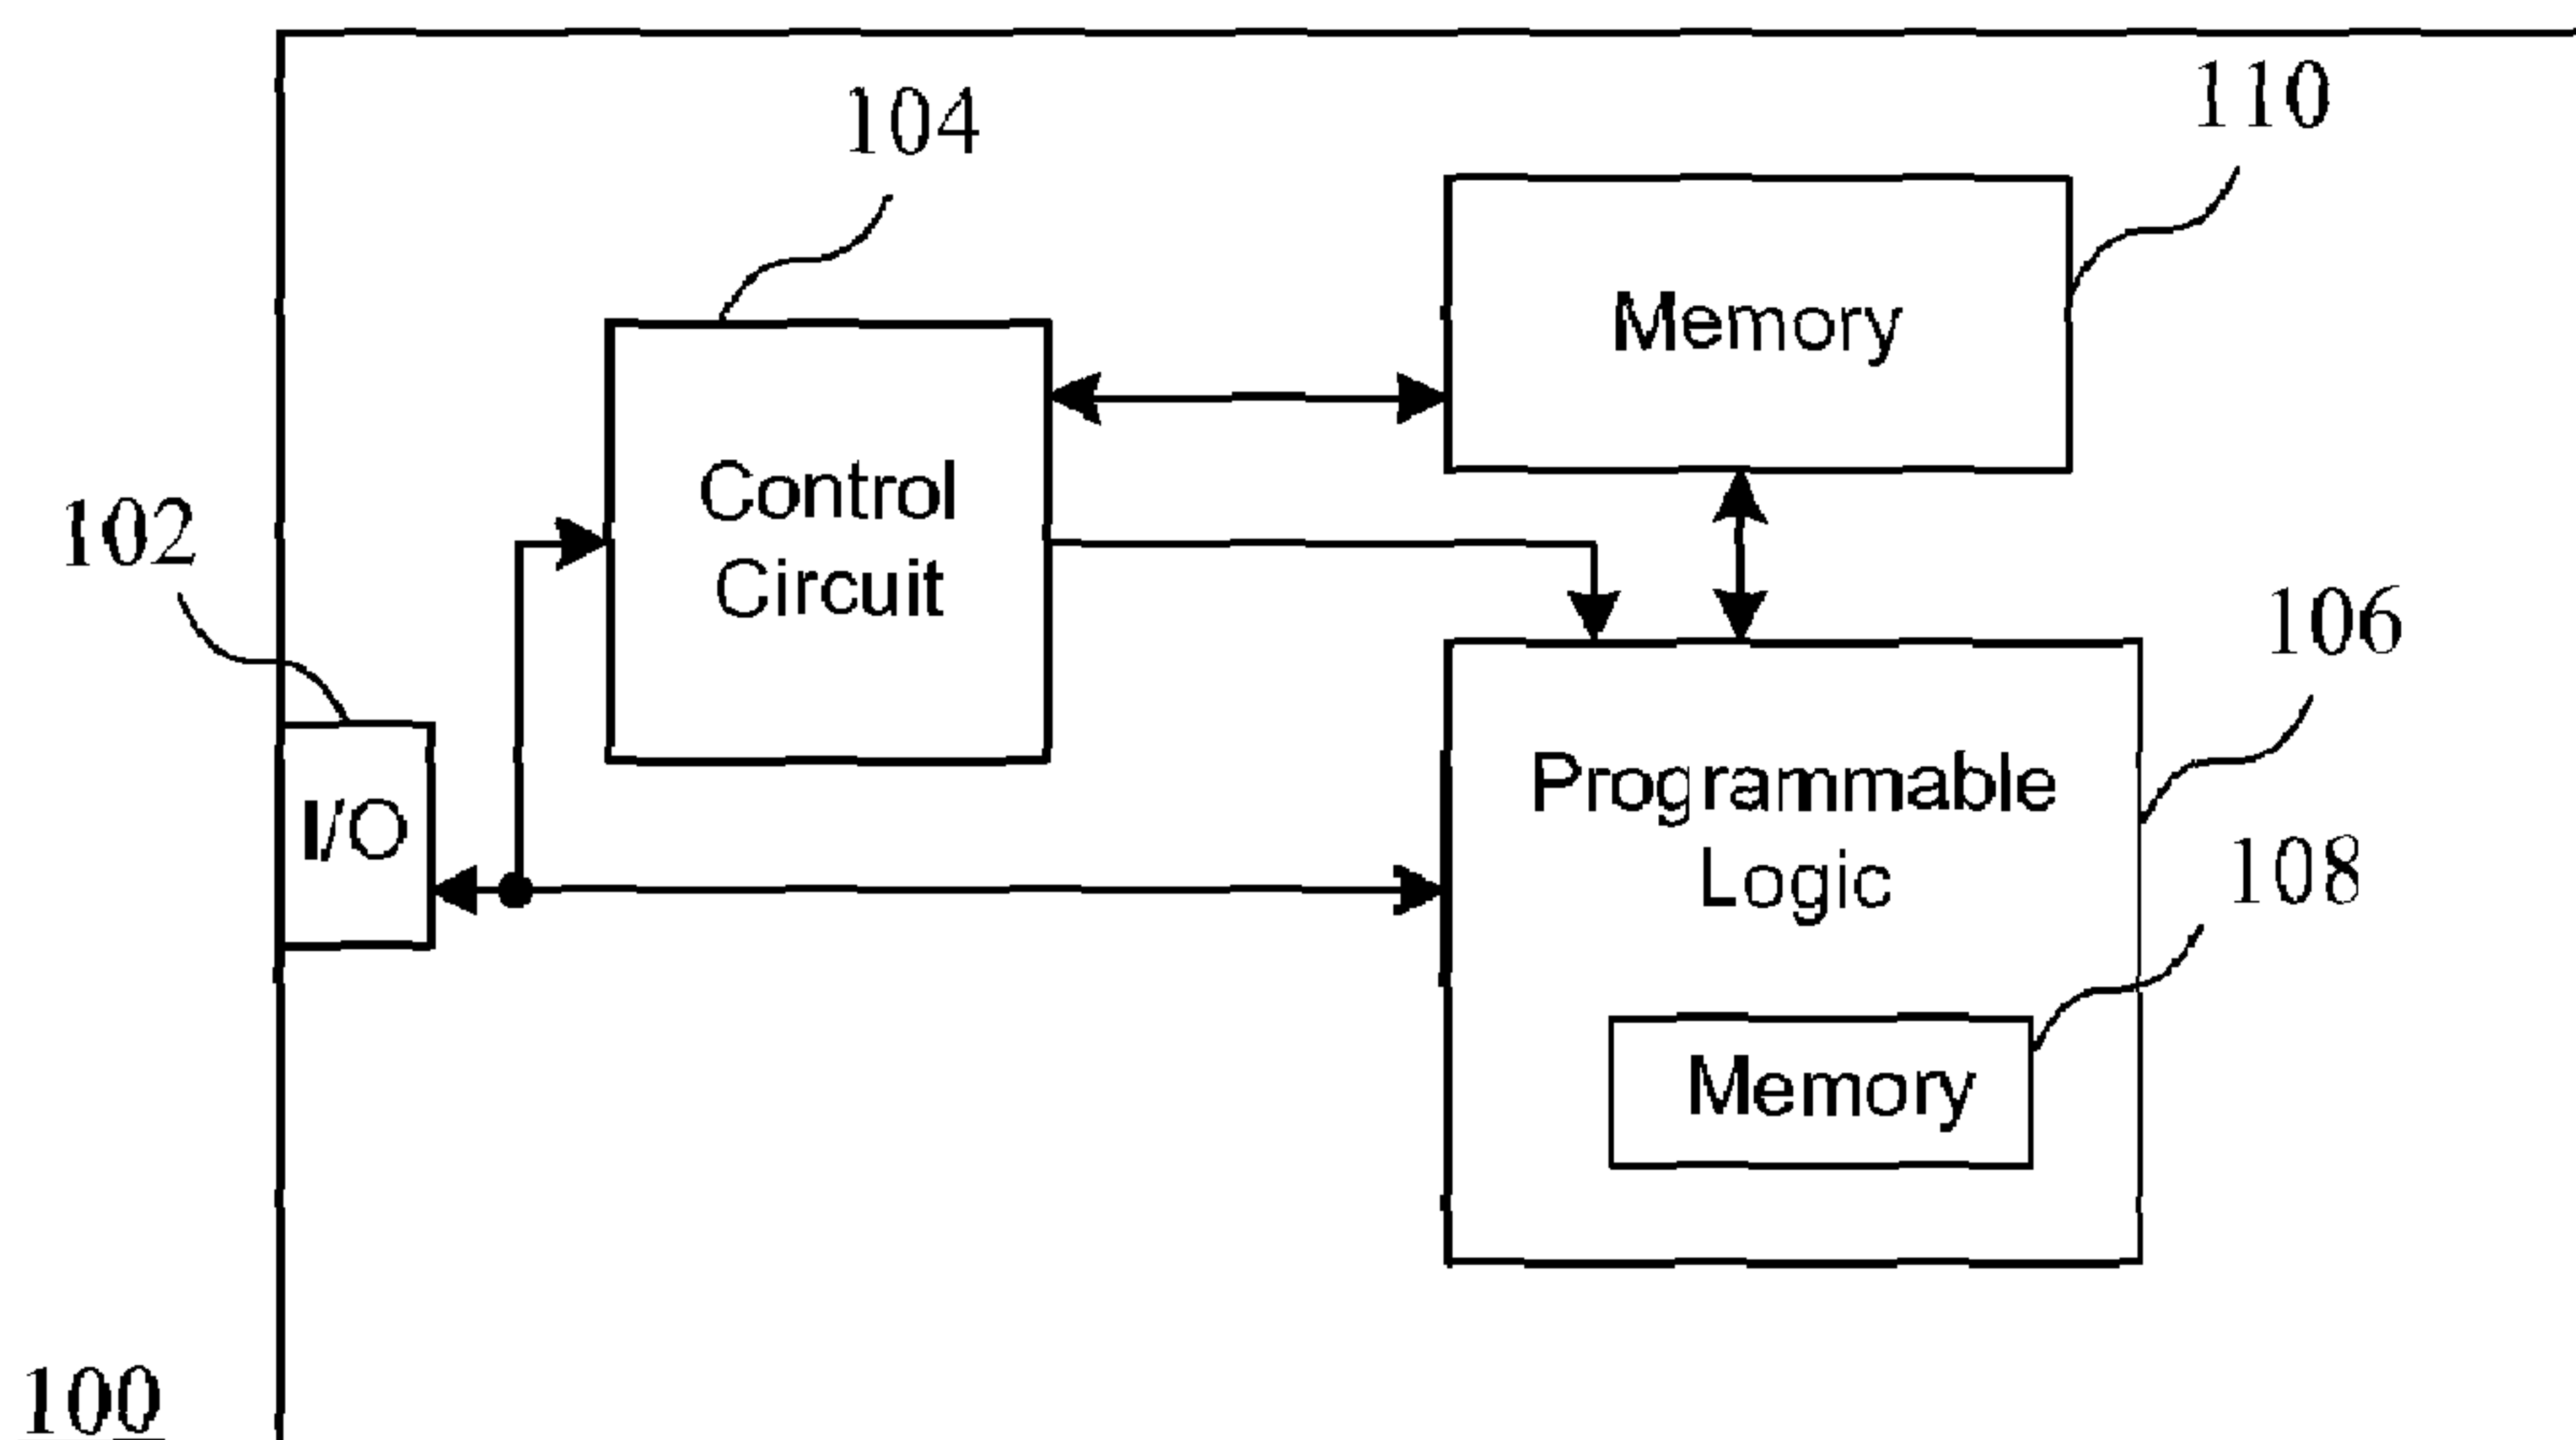 110
104
Memory
Control
Circuit
102
106
Programmable
Logic
I/O
108
Memory
100